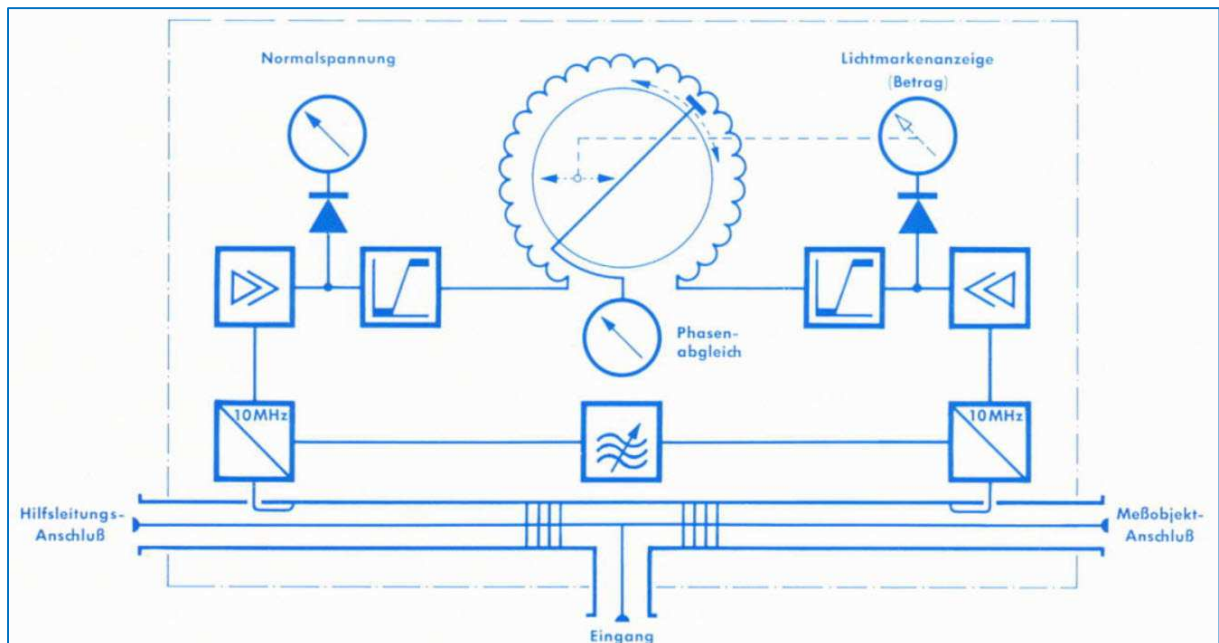 Normalspannung
Lichtmarkenanzeige
(Betrag)
Phasen-
abgleich
10MHz
10MHz
Hilfsleitungs-
Anschluß
Meßobjekt-
Anschluß
Eingang